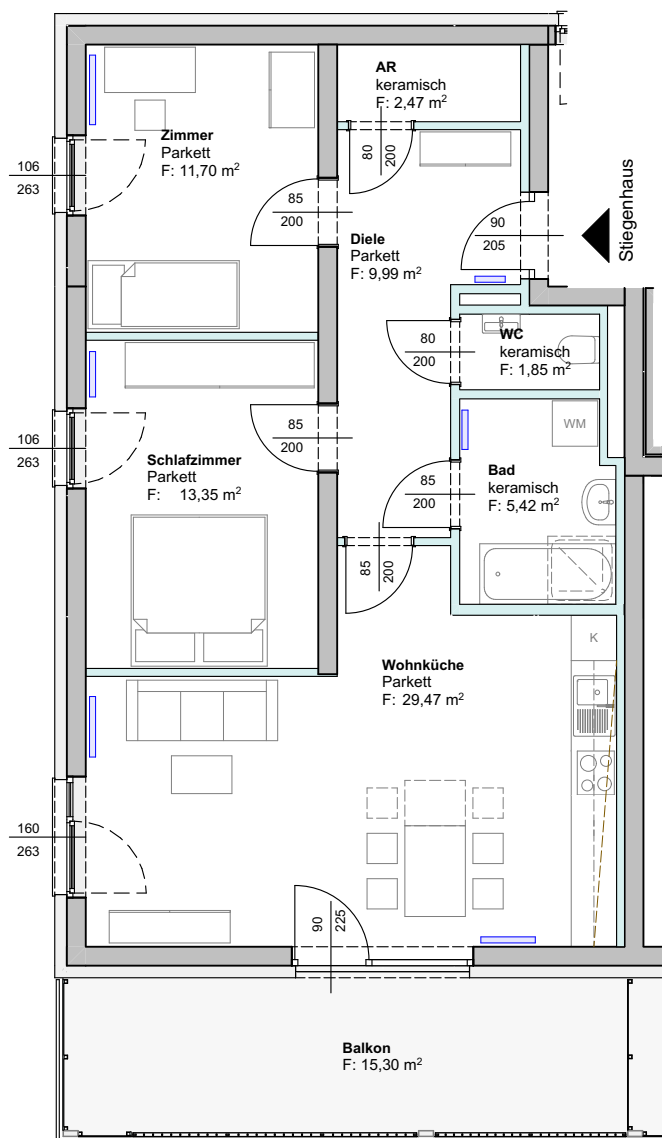 AR
keramisch
F: 2,47 m²
80
200
Zimmer
Parkett
F: 11,70 m²
106
263
85
200
90
205
Stiegenhaus
Diele
Parkett
F: 9,99 m²
80
200
WC
keramisch
F: 1,85 m²
106
263
85
200
WM
Schlafzimmer
Parkett
F: 13,35 m²
85
200
Bad
keramisch
F: 5,42 m²
85
200
K
Wohnküche
Parkett
F: 29,47 m²
160
263
90
225
Balkon
F: 15,30 m²